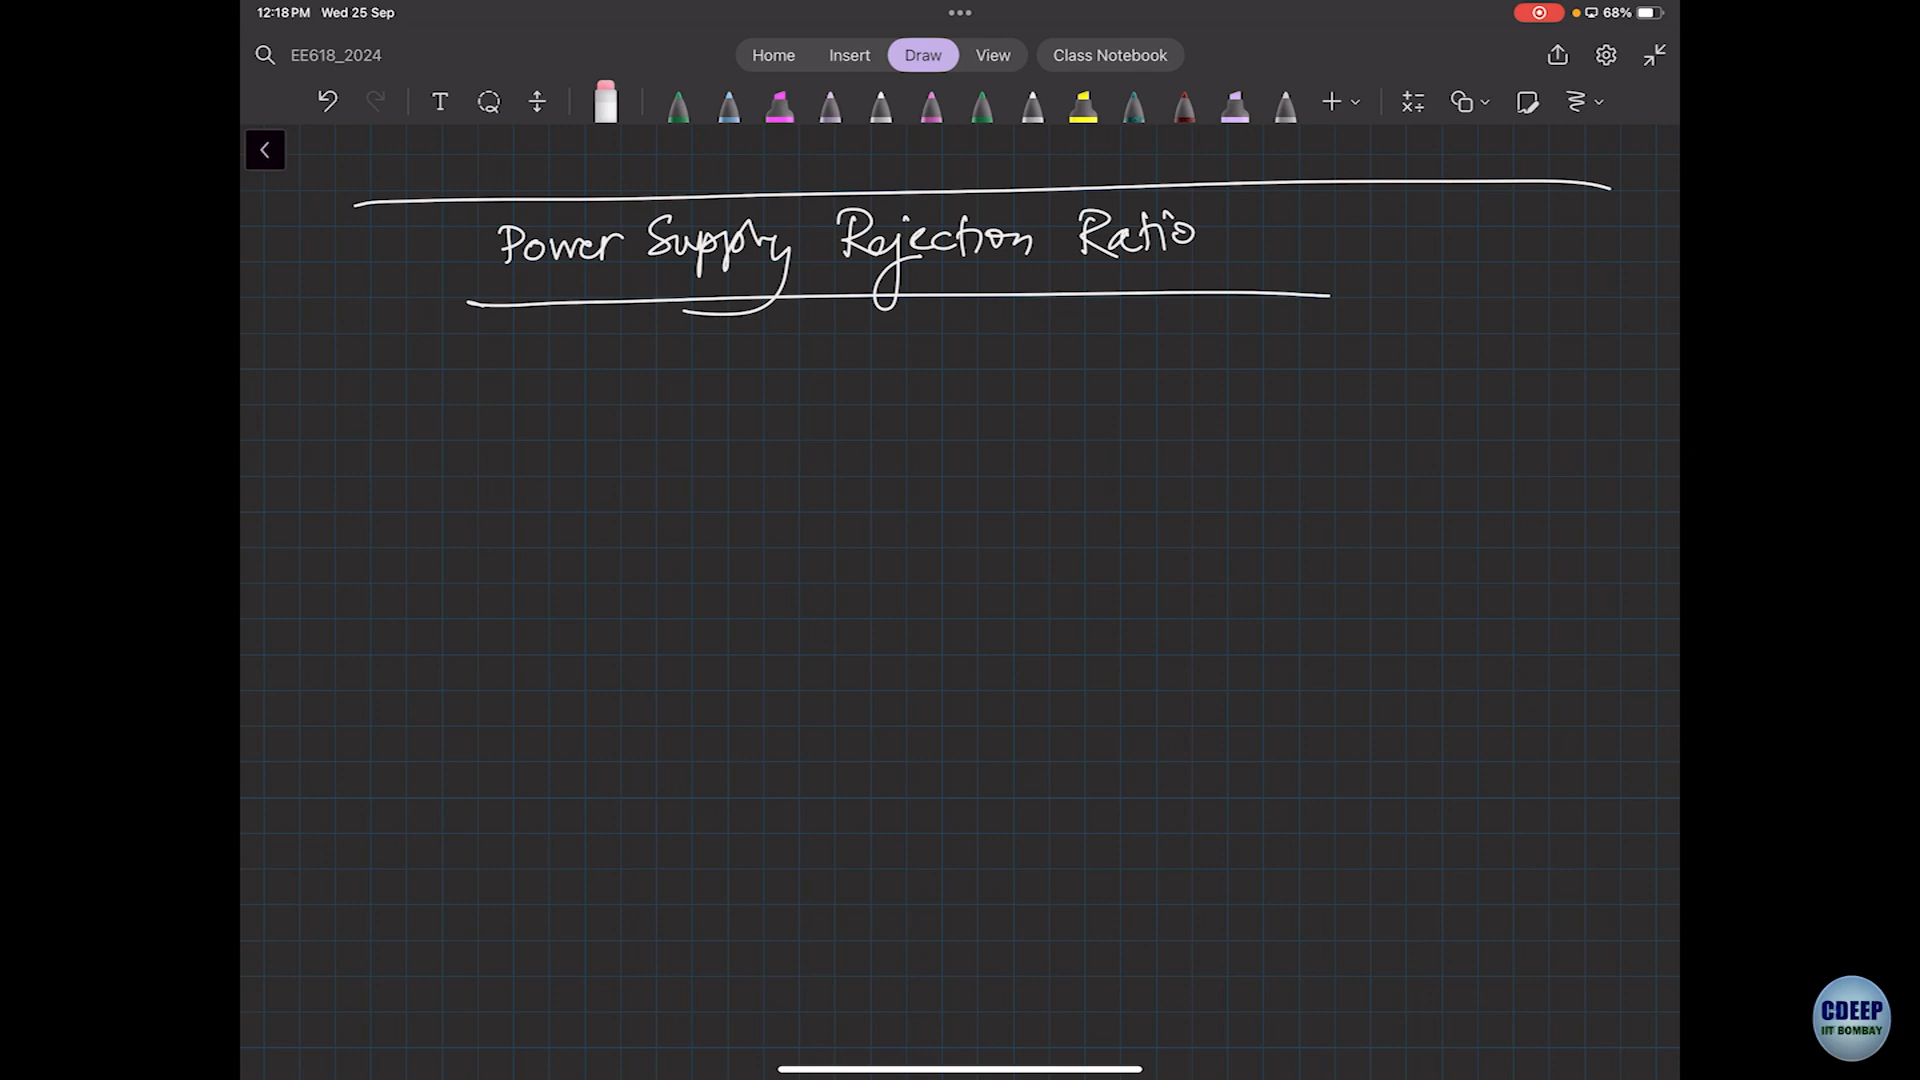 12:18 PM Wed 25 Sep
68%
EE618_2024
Home Insert Draw View Class Notebook
T
Power Supply Rejection Ratio
CDEEP
IIT BOMBAY